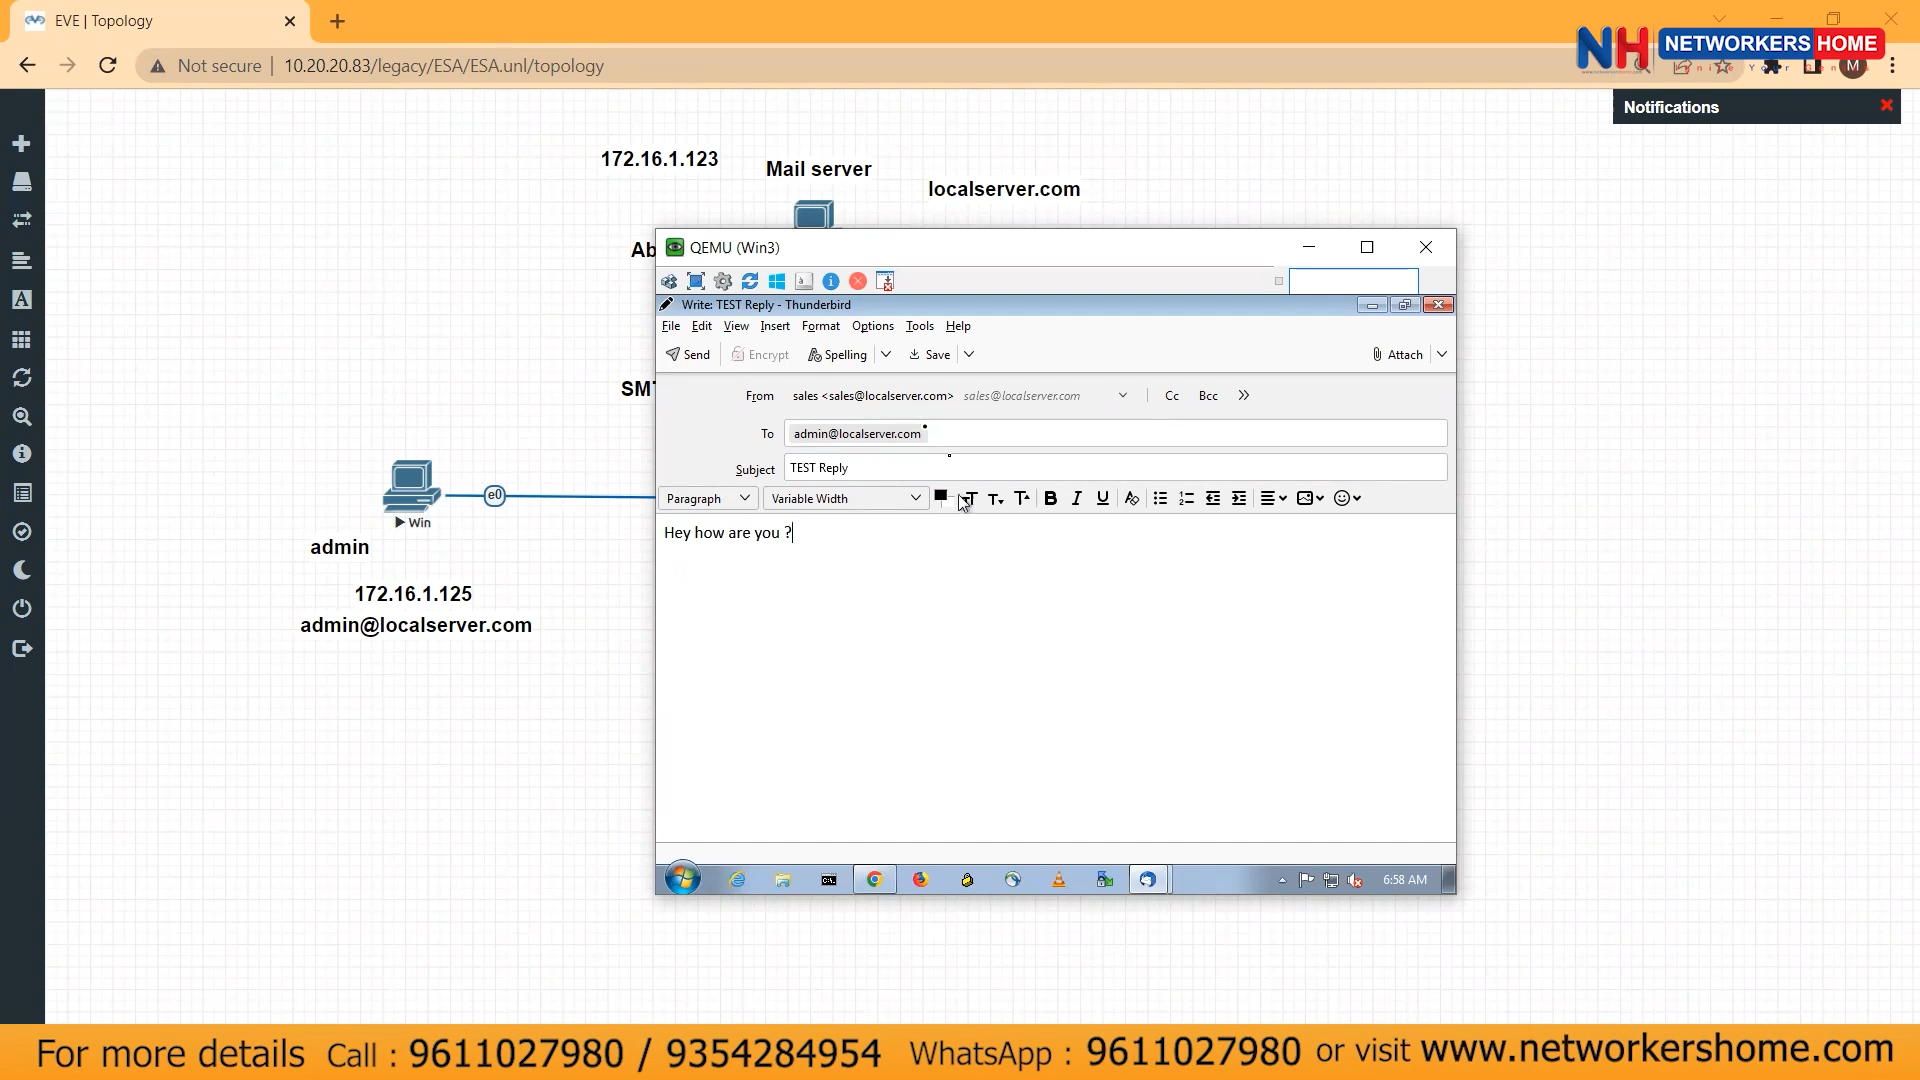 EVE | Topology
Not secure
10.20.20.83/legacy/ESA/ESA.unl/topology
NH
NETWORKERS HOME
M
Notifications
172.16.1.123
Mail server
localserver.com
Ab
SMT
QEMU (Win3)
Write: TEST Reply - Thunderbird
File Edit View Insert Format Options Tools Help
Send Encrypt Spelling Save Attach
From sales <sales@localserver.com> sales@localserver.com Cc Bcc
To admin@localserver.com
Subject TEST Reply
Paragraph Variable Width
Hey how are you ?
e0
Win
admin
172.16.1.125
admin@localserver.com
6:58 AM
For more details Call : 9611027980 / 9354284954 WhatsApp : 9611027980 or visit www.networkershome.com